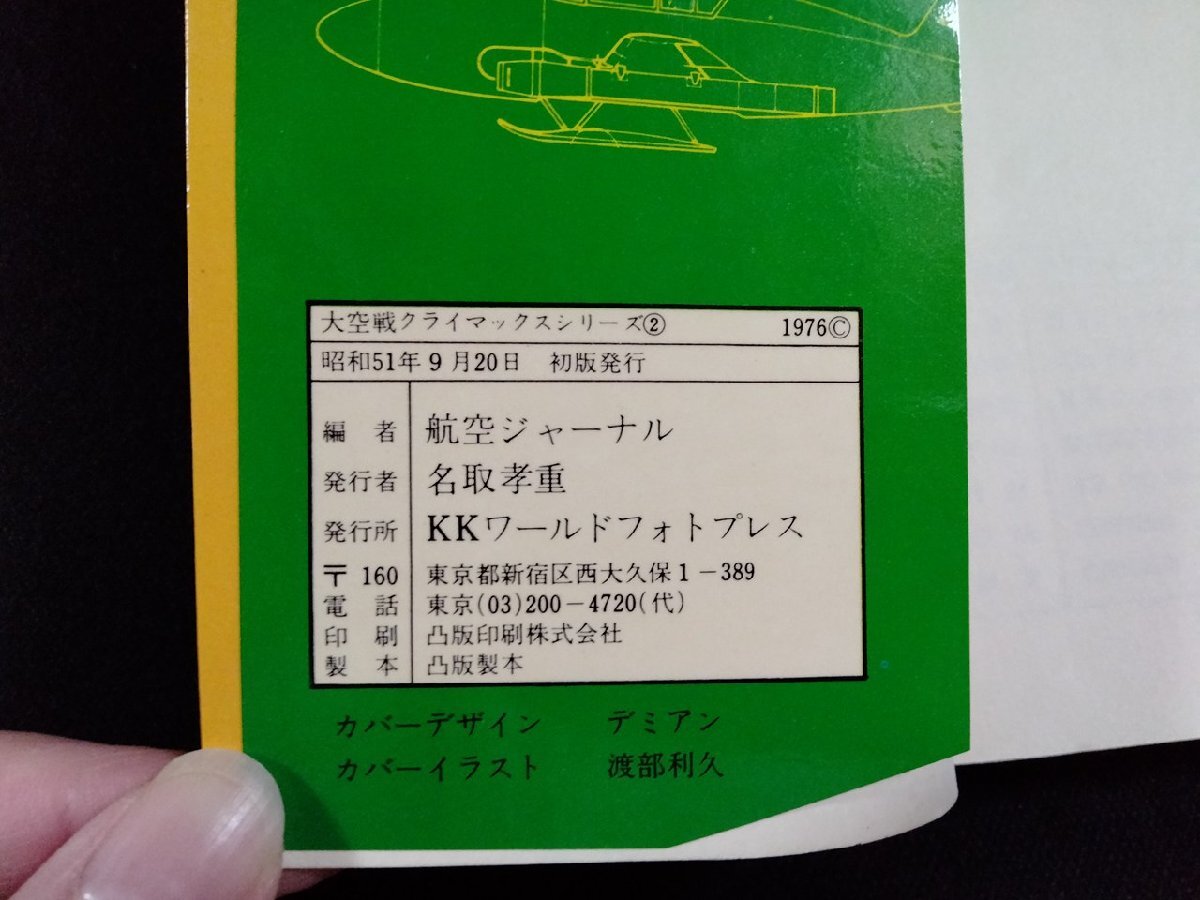 大空戦クライマックスシリーズ② 1976©
昭和51年9月20日 初版発行
編者 航空ジャーナル
発行者 名取孝重
発行所 KKワールドフォトプレス
〒160 東京都新宿区西大久保1-389
電話 東京(03)200-4720(代)
印刷 凸版印刷株式会社
製本 凸版製本
カバーデザイン デミアン
カバーイラスト 渡部利久